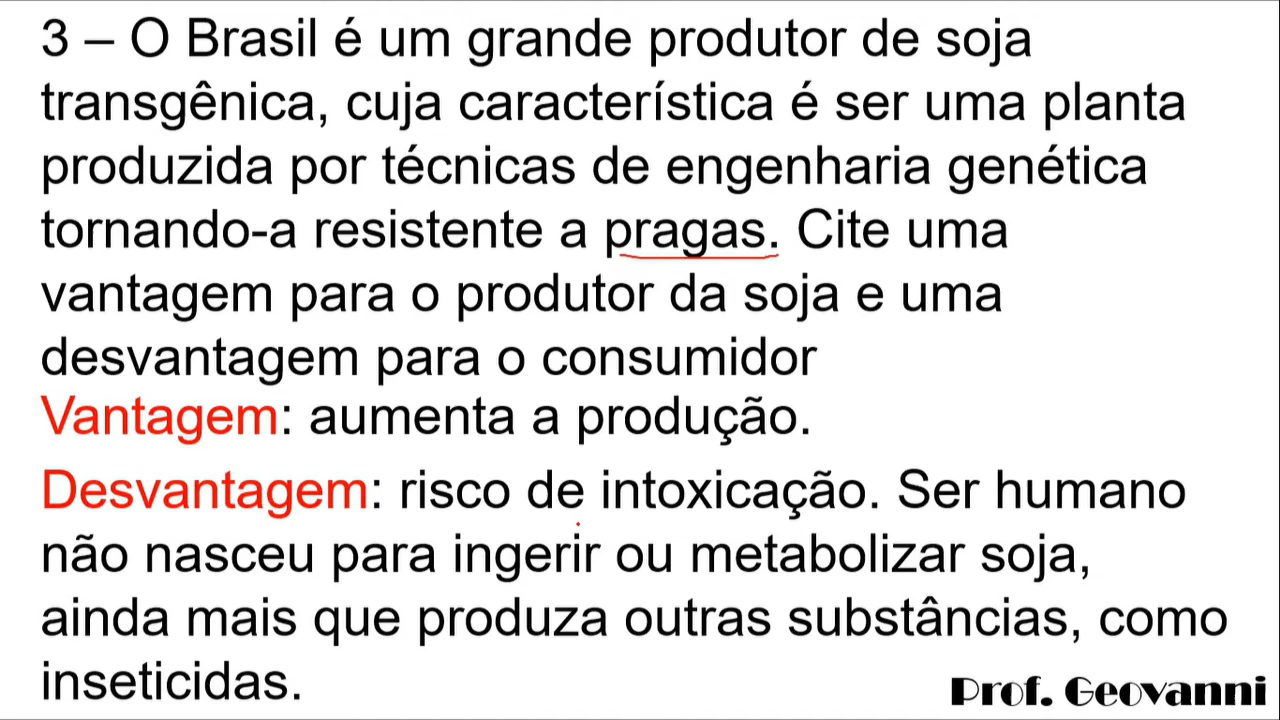 3 – O Brasil é um grande produtor de soja
transgênica, cuja característica é ser uma planta
produzida por técnicas de engenharia genética
tornando-a resistente a pragas. Cite uma
vantagem para o produtor da soja e uma
desvantagem para o consumidor
Vantagem: aumenta a produção.
Desvantagem: risco de intoxicação. Ser humano
não nasceu para ingerir ou metabolizar soja,
ainda mais que produza outras substâncias, como
inseticidas.
Prof. Geovanni